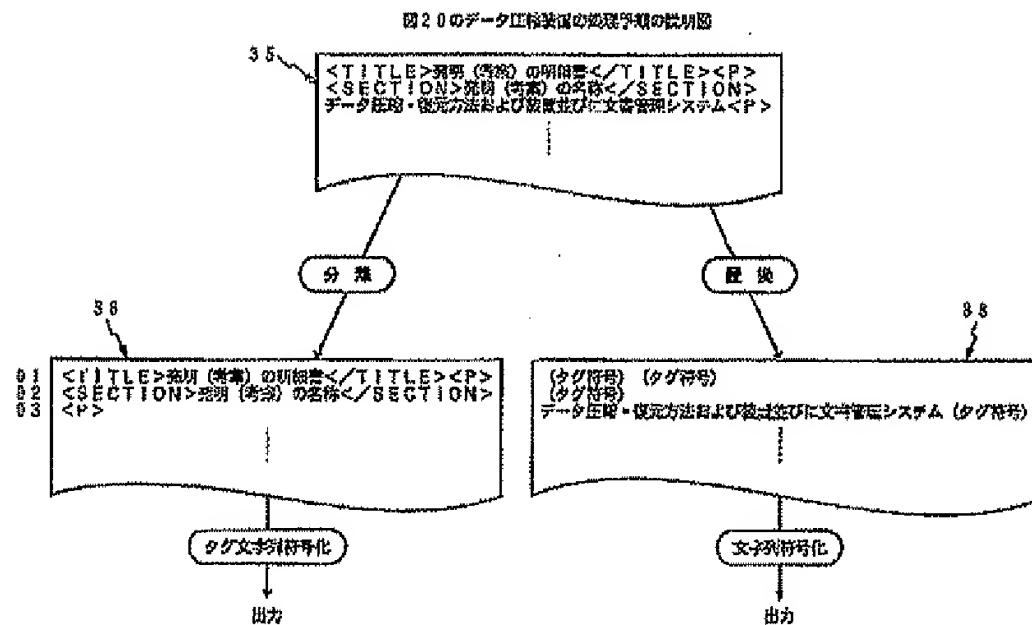 図20のデータ圧縮装置の処理手順の説明図
35
<TITLE>発明（考案）の明細書</TITLE><P>
<SECTION>発明（考案）の名称</SECTION>
データ圧縮・復元方法および装置並びに文書管理システム<P>
分離
置換
36
38
01 <TITLE>発明（考案）の明細書</TITLE><P>
02 <SECTION>発明（考案）の名称</SECTION>
03 <P>
（タグ符号）（タグ符号）
（タグ符号）
データ圧縮・復元方法および装置並びに文書管理システム（タグ符号）
タグ文字列符号化
文字列符号化
出力
出力